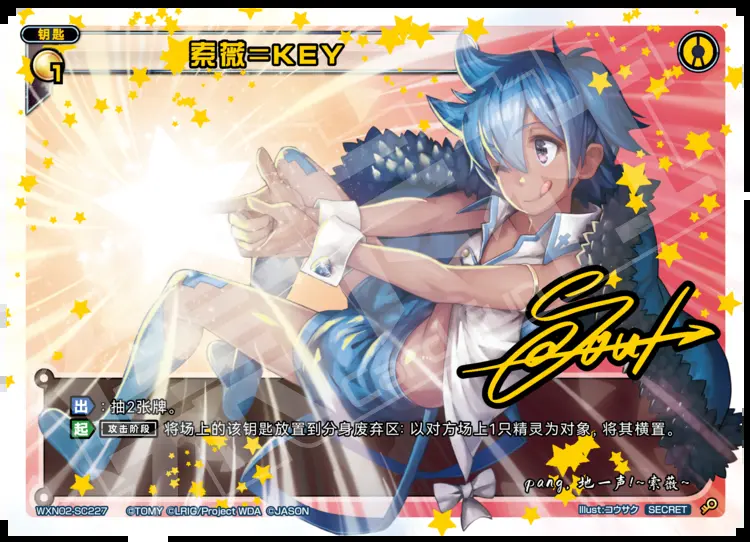 钥匙
1
索薇=KEY
出 : 抽2张牌。
起 攻击阶段 将场上的该钥匙放置到分身废弃区: 以对方场上1只精灵为对象, 将其横置。
pang, 地一声!~索薇~
WXN02-SC227 ©TOMY ©LRIG/Project WDA ©JASON Illust:コウサク SECRET